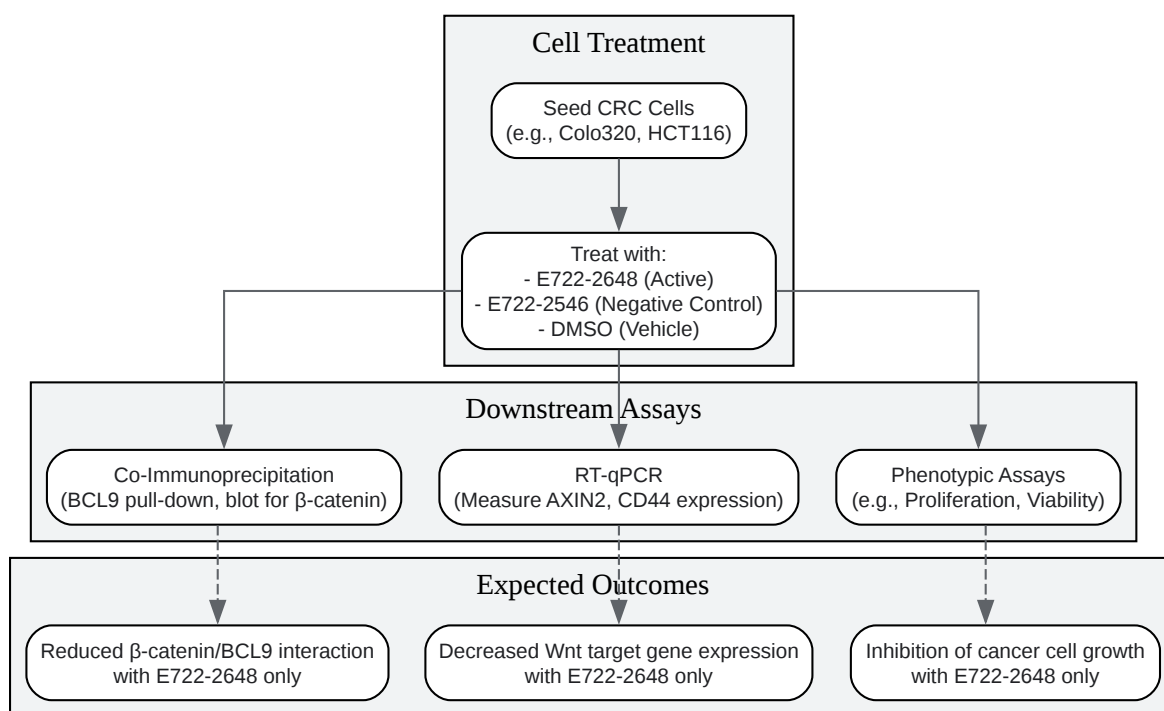 Cell Treatment
Seed CRC Cells
(e.g., Colo320, HCT116)
Treat with:
- E722-2648 (Active)
- E722-2546 (Negative Control)
- DMSO (Vehicle)
Downstream Assays
Co-Immunoprecipitation
(BCL9 pull-down, blot for β-catenin)
RT-qPCR
(Measure AXIN2, CD44 expression)
Phenotypic Assays
(e.g., Proliferation, Viability)
Expected Outcomes
Reduced β-catenin/BCL9 interaction
with E722-2648 only
Decreased Wnt target gene expression
with E722-2648 only
Inhibition of cancer cell growth
with E722-2648 only